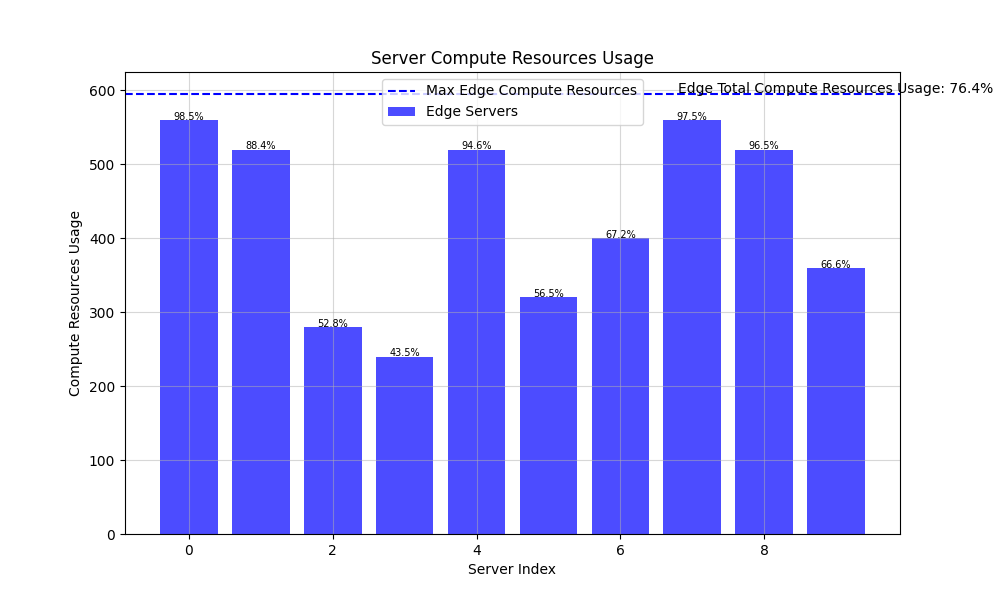 Server Compute Resources Usage
Max Edge Compute Resources
Edge Servers
Edge Total Compute Resources Usage: 76.4%
98.5%
88.4%
52.8%
43.5%
94.6%
56.5%
67.2%
97.5%
96.5%
66.6%
600
500
400
300
200
100
0
Compute Resources Usage
0 2 4 6 8
Server Index